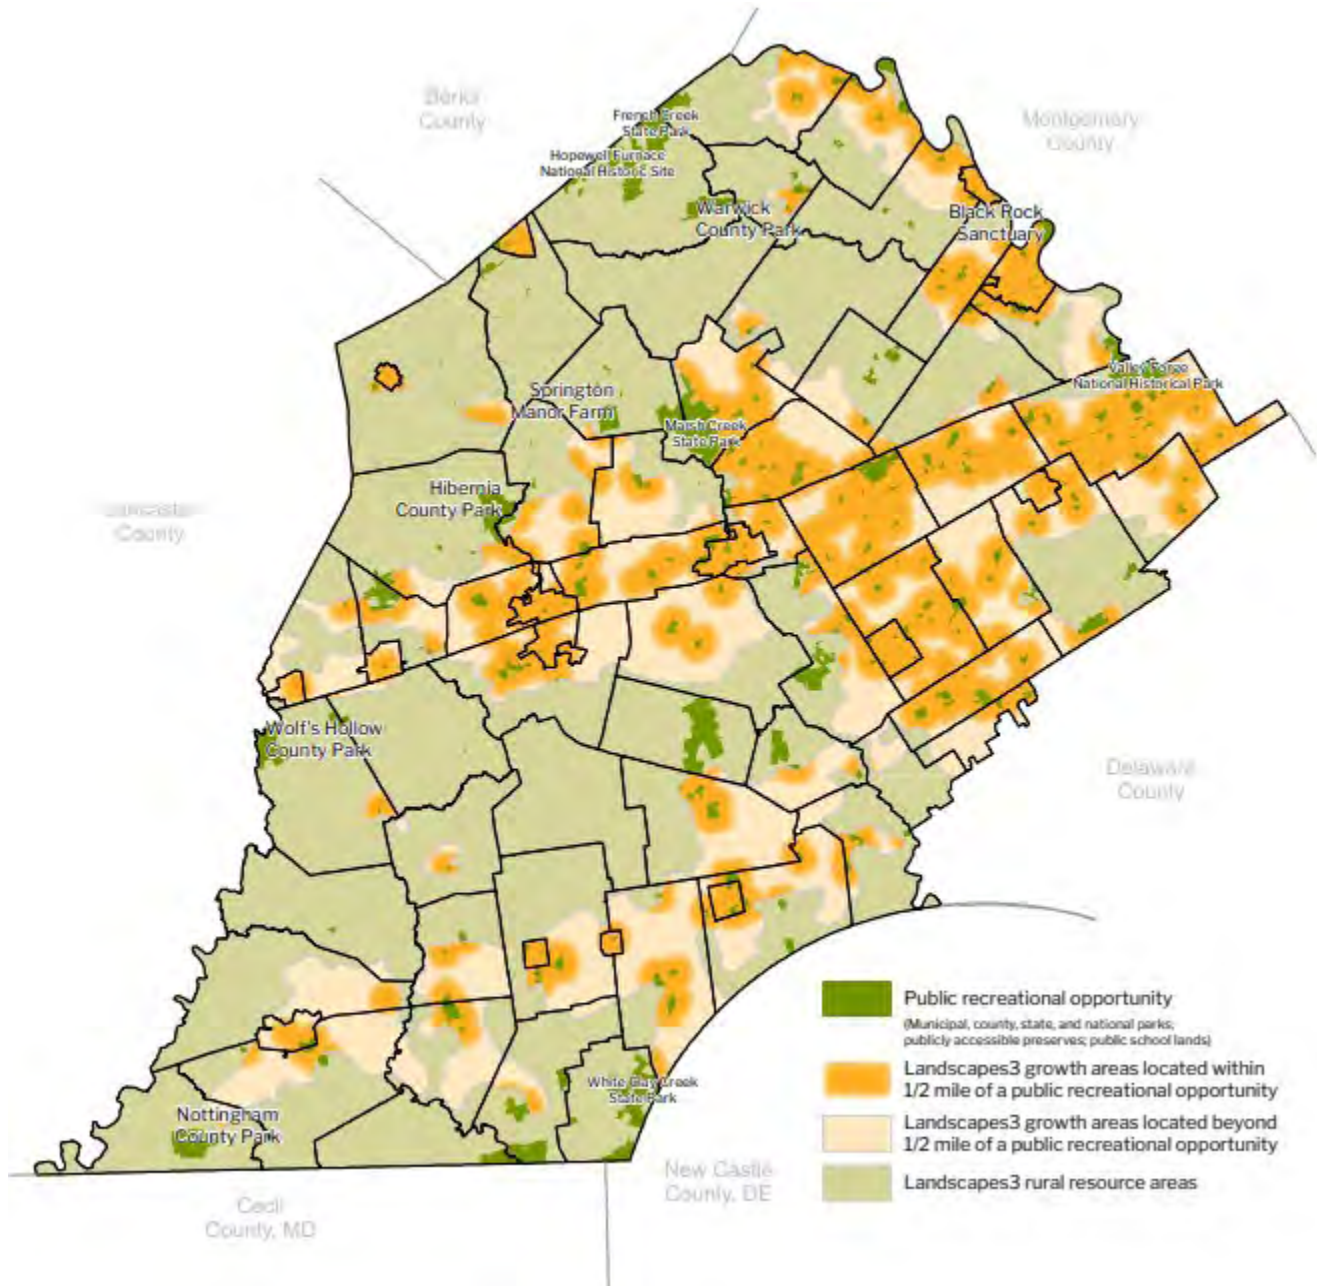 Berks
County
Montgomery
County
French Creek
State Park
Hopewell Furnace
National Historic Site
Warwick
County Park
Black Rock
Sanctuary
Valley Forge
National Historical Park
Springton
Manor Farm
Marsh Creek
State Park
Hibernia
County Park
Lancaster
County
Wolf's Hollow
County Park
Delaware
County
Public recreational opportunity
(Municipal, county, state, and national parks;
publicly accessible preserves; public school lands)
Landscapes3 growth areas located within
1/2 mile of a public recreational opportunity
White Clay Creek
State Park
Landscapes3 growth areas located beyond
1/2 mile of a public recreational opportunity
Nottingham
County Park
Landscapes3 rural resource areas
New Castle
County, DE
Cecil
County, MD